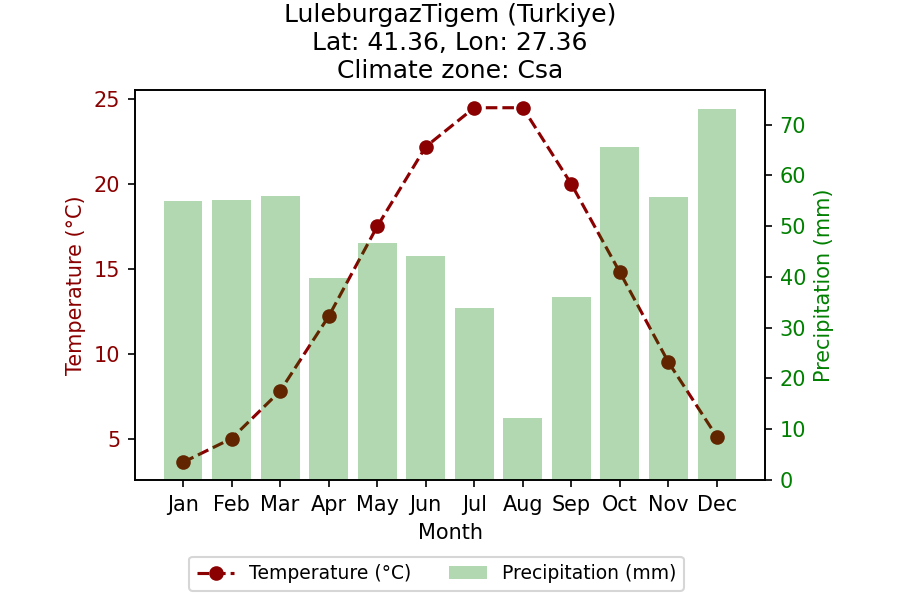 LuleburgazTigem (Turkiye)
Lat: 41.36, Lon: 27.36
Climate zone: Csa
25
20
15
10
5
Temperature (°C)
70
60
50
40
30
20
10
0
Precipitation (mm)
Jan Feb Mar Apr May Jun Jul Aug Sep Oct Nov Dec
Month
Temperature (°C) Precipitation (mm)